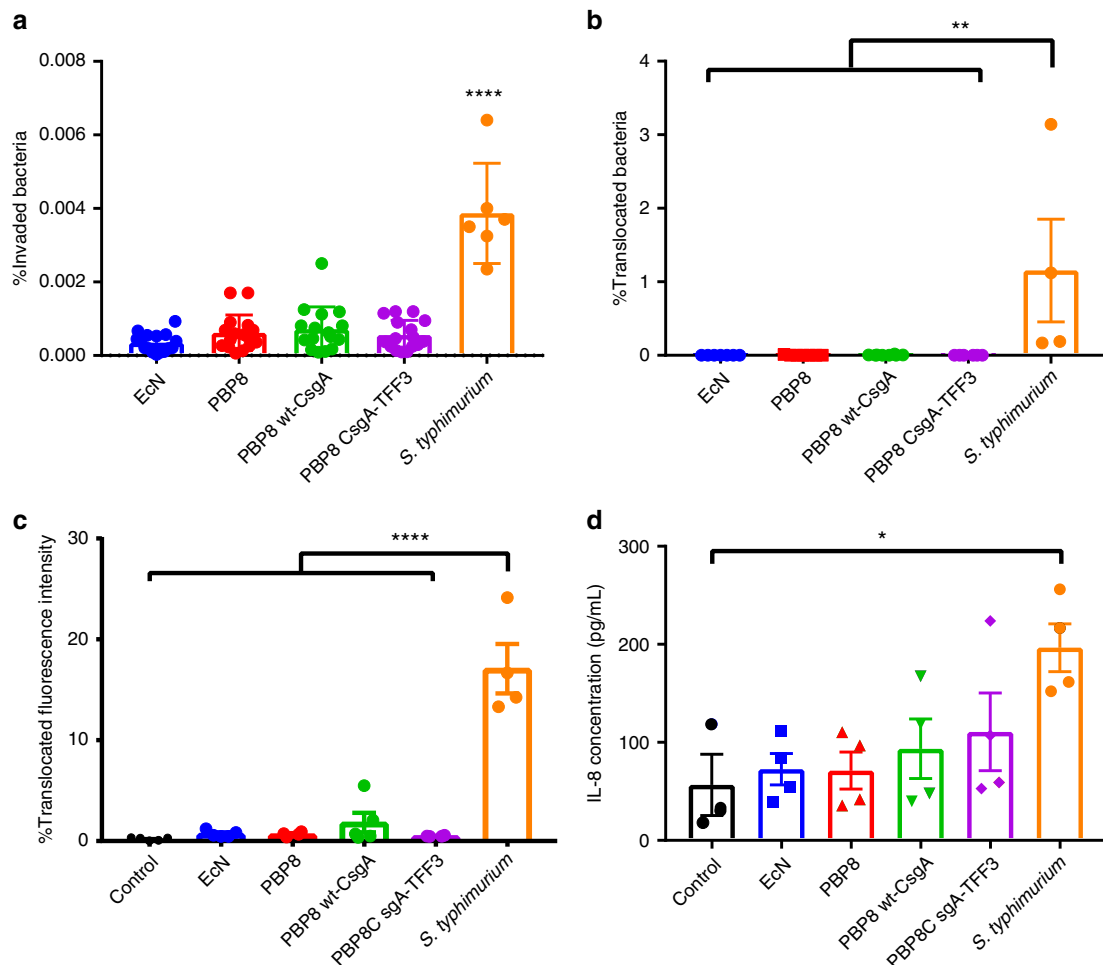 a
%Invaded bacteria
0.008
0.006
0.004
0.002
0.000
****
EcN
PBP8
PBP8 wt-CsgA
PBP8 CsgA-TFF3
S. typhimurium
b
%Translocated bacteria
4
3
2
1
0
**
EcN
PBP8
PBP8 wt-CsgA
PBP8 CsgA-TFF3
S. typhimurium
c
%Translocated fluorescence intensity
30
20
10
0
****
Control
EcN
PBP8
PBP8 wt-CsgA
PBP8C sgA-TFF3
S. typhimurium
d
IL-8 concentration (pg/mL)
300
200
100
0
*
Control
EcN
PBP8
PBP8 wt-CsgA
PBP8C sgA-TFF3
S. typhimurium